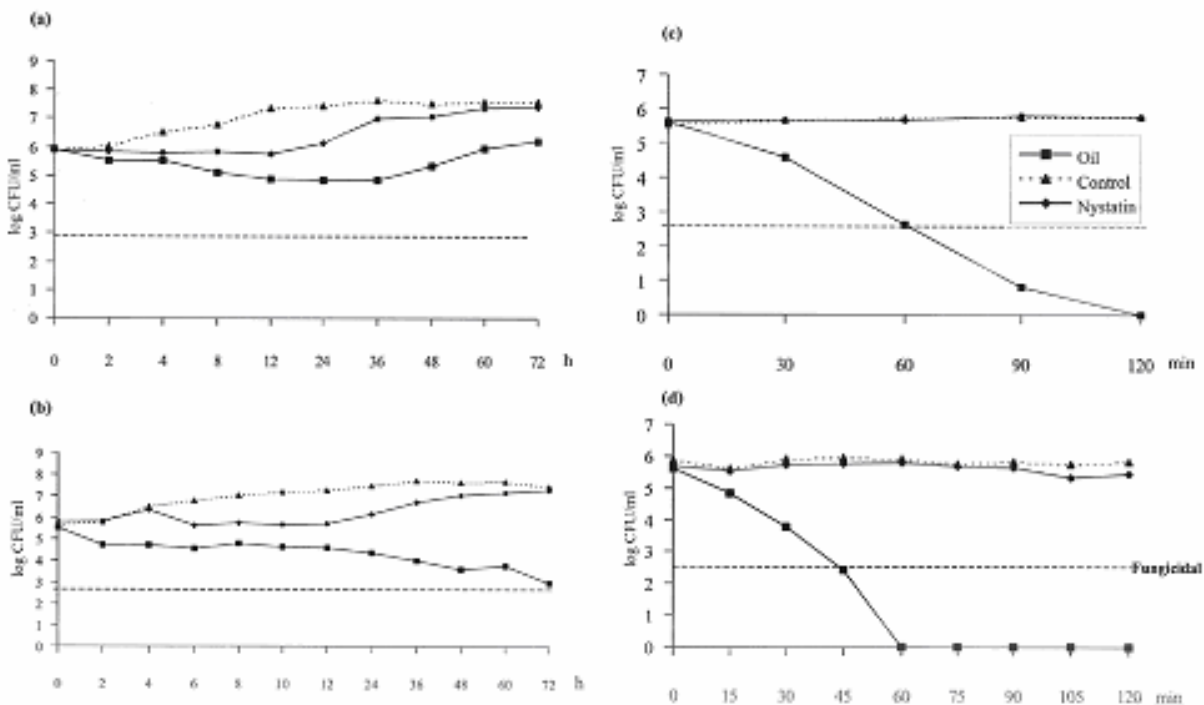 (a)
9
8
7
6
5
4
3
2
1
0
log CFU/ml
0 2 4 8 12 24 36 48 60 72 h
(c)
7
6
5
4
3
2
1
0
log CFU/ml
Oil
Control
Nystatin
0 30 60 90 120 min
(b)
9
8
7
6
5
4
3
2
1
0
log CFU/ml
0 2 4 6 8 10 12 24 36 48 60 72 h
(d)
7
6
5
4
3
2
1
0
log CFU/ml
Fungicidal
0 15 30 45 60 75 90 105 120 min